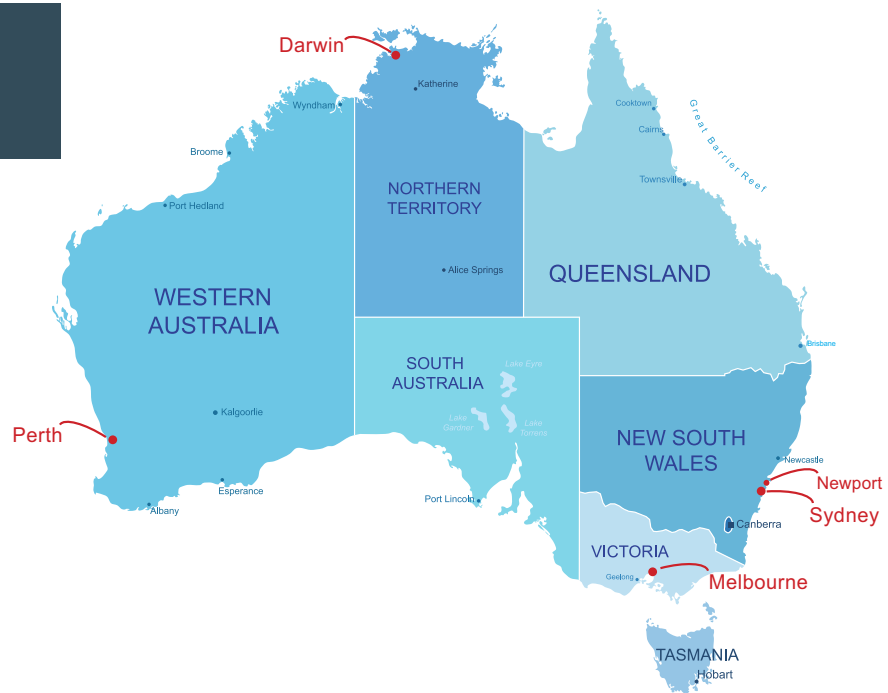 Darwin
Katherine
Wyndham
Cooktown
Cairns
Great Barrier Reef
Broome
Townsville
NORTHERN
TERRITORY
Port Hedland
Alice Springs
QUEENSLAND
WESTERN
AUSTRALIA
Brisbane
SOUTH
AUSTRALIA
Lake Eyre
Kalgoorlie
Lake
Gardner
Lake
Torrens
Perth
NEW SOUTH
WALES
Newcastle
Newport
Esperance
Port Lincoln
Albany
Sydney
Canberra
VICTORIA
Geelong
Melbourne
TASMANIA
Hobart